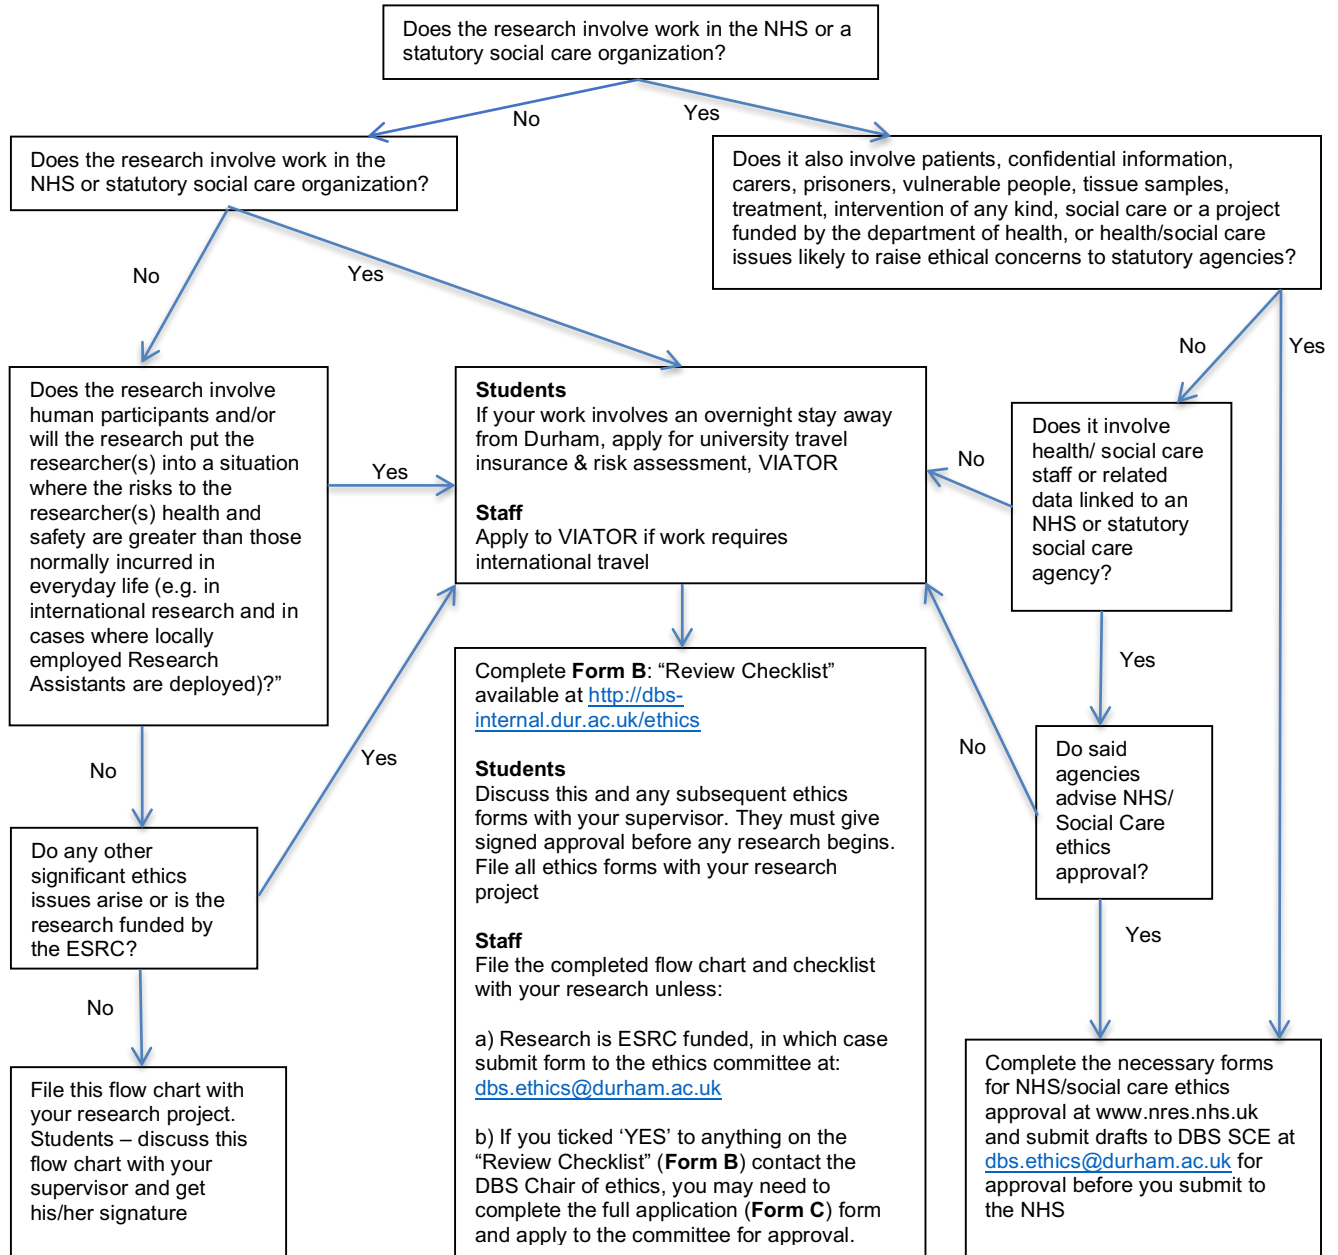 Does the research involve work in the NHS or a
statutory social care organization?
No
Yes
Does the research involve work in the
NHS or statutory social care organization?
Does it also involve patients, confidential information,
carers, prisoners, vulnerable people, tissue samples,
treatment, intervention of any kind, social care or a project
funded by the department of health, or health/social care
issues likely to raise ethical concerns to statutory agencies?
No
Yes
No
Yes
Does the research involve
human participants and/or
will the research put the
researcher(s) into a situation
where the risks to the
researcher(s) health and
safety are greater than those
normally incurred in
everyday life (e.g. in
international research and in
cases where locally
employed Research
Assistants are deployed)?”
Yes
Students
If your work involves an overnight stay away
from Durham, apply for university travel
insurance & risk assessment, VIATOR
Staff
Apply to VIATOR if work requires
international travel
No
Does it involve
health/ social care
staff or related
data linked to an
NHS or statutory
social care
agency?
Yes
No
Yes
Complete Form B: “Review Checklist”
available at http://dbs-
internal.dur.ac.uk/ethics
Students
Discuss this and any subsequent ethics
forms with your supervisor. They must give
signed approval before any research begins.
File all ethics forms with your research
project
Staff
File the completed flow chart and checklist
with your research unless:
a) Research is ESRC funded, in which case
submit form to the ethics committee at:
dbs.ethics@durham.ac.uk
b) If you ticked ‘YES’ to anything on the
“Review Checklist” (Form B) contact the
DBS Chair of ethics, you may need to
complete the full application (Form C) form
and apply to the committee for approval.
No
Do said
agencies
advise NHS/
Social Care
ethics
approval?
Yes
Do any other
significant ethics
issues arise or is the
research funded by
the ESRC?
No
File this flow chart with
your research project.
Students – discuss this
flow chart with your
supervisor and get
his/her signature
Complete the necessary forms
for NHS/social care ethics
approval at www.nres.nhs.uk
and submit drafts to DBS SCE at
dbs.ethics@durham.ac.uk for
approval before you submit to
the NHS